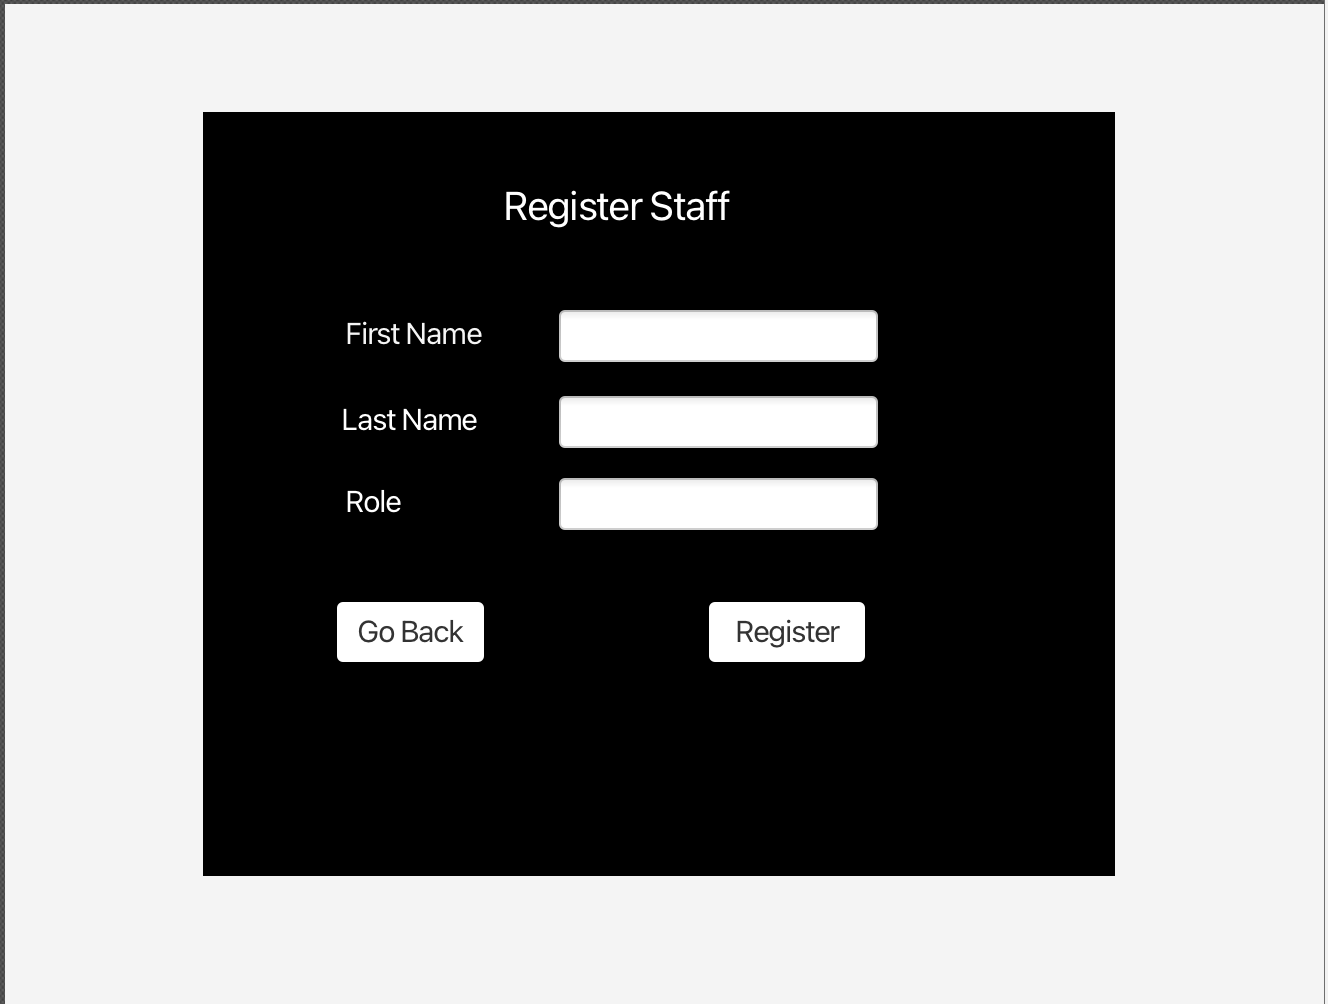 Register Staff
First Name
Last Name
Role
Go Back
Register